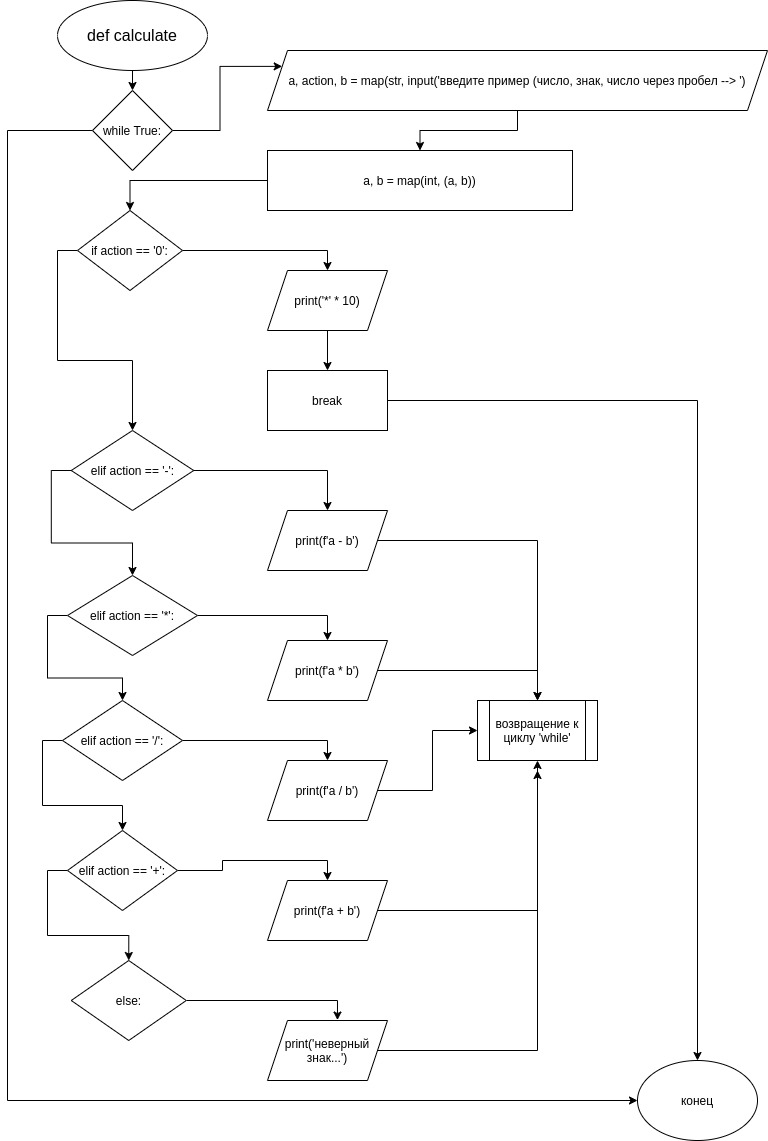 def calculate
a, action, b = map(str, input('введите пример (число, знак, число через пробел --> ')
while True:
a, b = map(int, (a, b))
if action == '0':
print('*' * 10)
break
elif action == '-':
print(f'a - b')
elif action == '*':
print(f'a * b')
возвращение к
циклу 'while'
elif action == '/':
print(f'a / b')
elif action == '+':
print(f'a + b')
else:
print('неверный
знак...')
конец